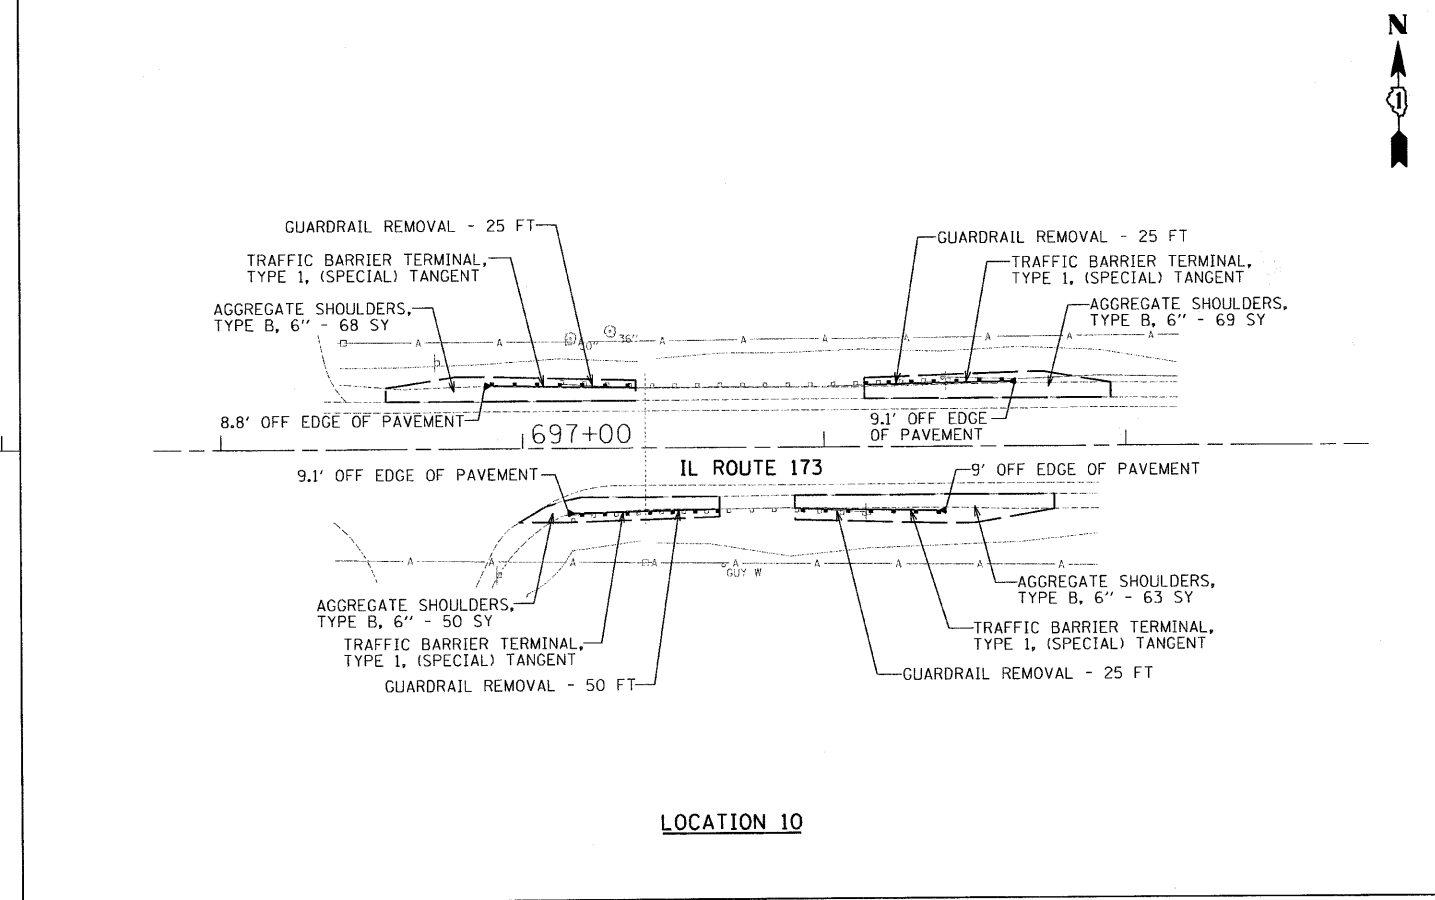 N
1
GUARDRAIL REMOVAL - 25 FT
TRAFFIC BARRIER TERMINAL,
TYPE 1, (SPECIAL) TANGENT
AGGREGATE SHOULDERS,
TYPE B, 6" - 68 SY
GUARDRAIL REMOVAL - 25 FT
TRAFFIC BARRIER TERMINAL,
TYPE 1, (SPECIAL) TANGENT
AGGREGATE SHOULDERS,
TYPE B, 6" - 69 SY
36"
A A A A A A A A A
8.8' OFF EDGE OF PAVEMENT
9.1' OFF EDGE
OF PAVEMENT
697+00
IL ROUTE 173
9.1' OFF EDGE OF PAVEMENT
9' OFF EDGE OF PAVEMENT
A A A A A A A A A
GUY W
AGGREGATE SHOULDERS,
TYPE B, 6" - 50 SY
TRAFFIC BARRIER TERMINAL,
TYPE 1, (SPECIAL) TANGENT
GUARDRAIL REMOVAL - 50 FT
AGGREGATE SHOULDERS,
TYPE B, 6" - 63 SY
TRAFFIC BARRIER TERMINAL,
TYPE 1, (SPECIAL) TANGENT
GUARDRAIL REMOVAL - 25 FT
LOCATION 10